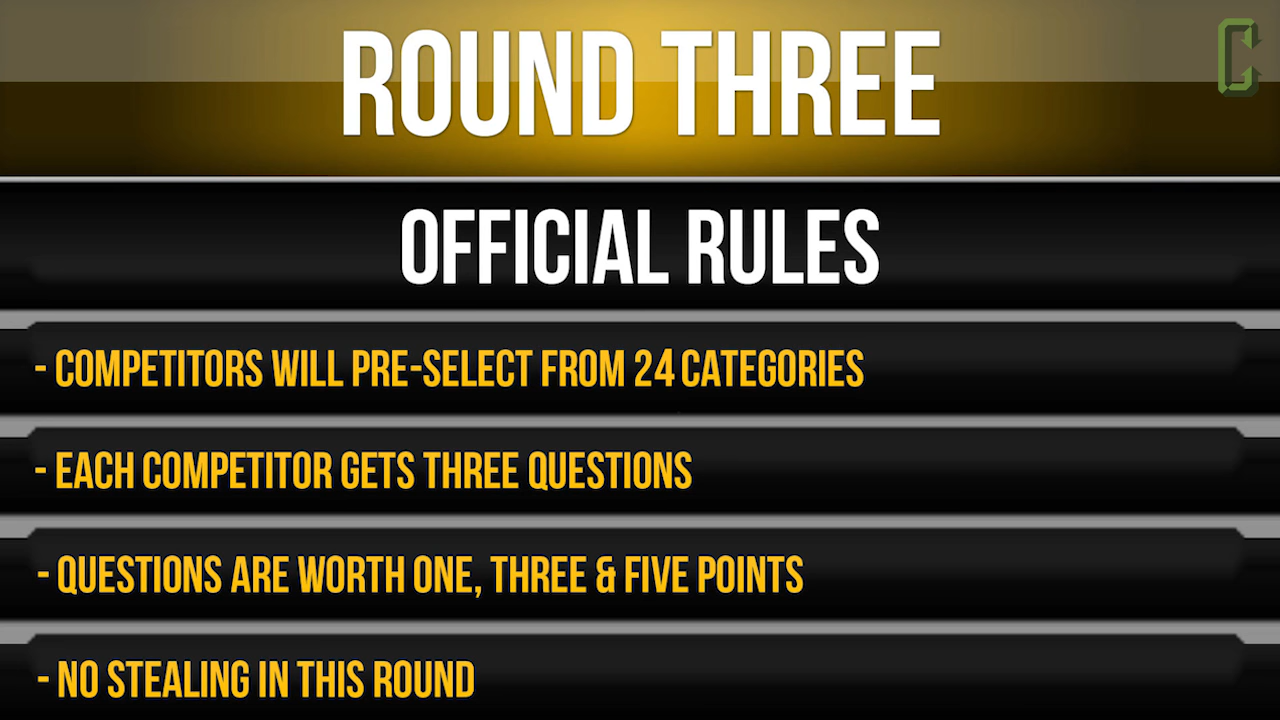 ROUND THREE
OFFICIAL RULES
- COMPETITORS WILL PRE-SELECT FROM 24 CATEGORIES
- EACH COMPETITOR GETS THREE QUESTIONS
- QUESTIONS ARE WORTH ONE, THREE & FIVE POINTS
- NO STEALING IN THIS ROUND